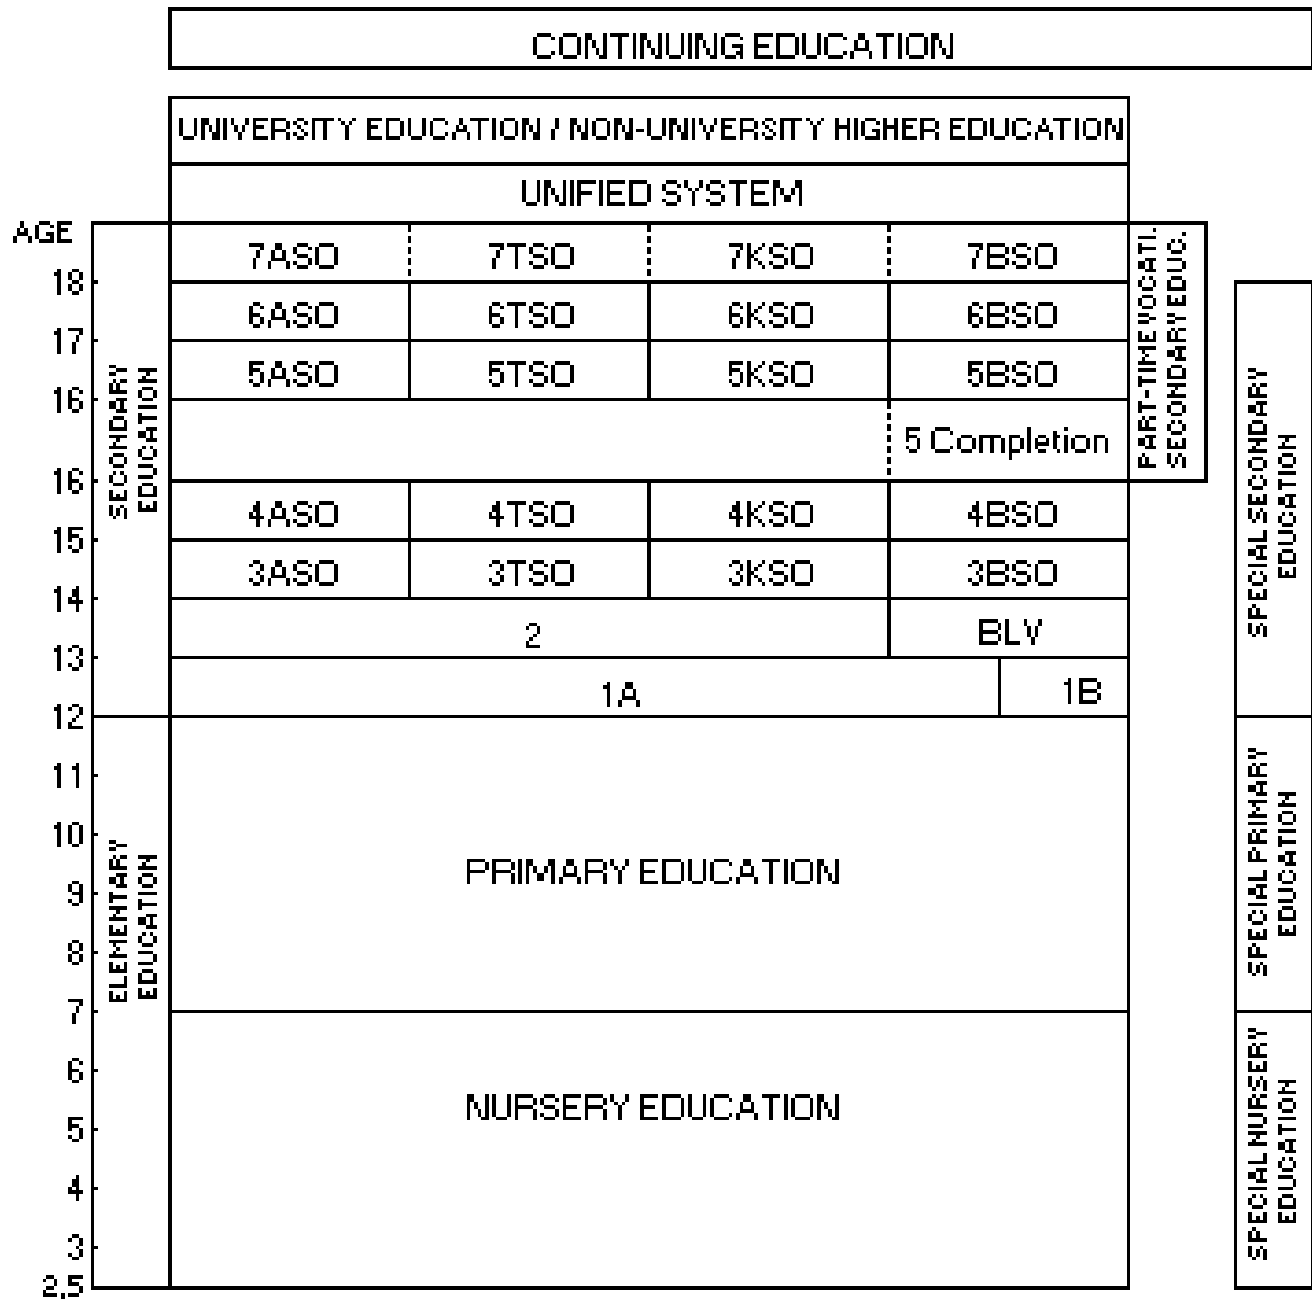 CONTINUING EDUCATION
UNIVERSITY EDUCATION / NON-UNIVERSITY HIGHER EDUCATION
UNIFIED SYSTEM
AGE
7ASO 7TSO 7KSO 7BSO
18
6ASO 6TSO 6KSO 6BSO
17
5ASO 5TSO 5KSO 5BSO
16
5 Completion
16
4ASO 4TSO 4KSO 4BSO
15
3ASO 3TSO 3KSO 3BSO
14
2 BLV
13
1A 1B
12
11
10
PRIMARY EDUCATION
9
8
7
6
NURSERY EDUCATION
5
4
3
2,5
SECONDARY
EDUCATION
ELEMENTARY
EDUCATION
PART-TIME VOCATI.
SECONDARY EDUC.
SPECIAL SECONDARY
EDUCATION
SPECIAL PRIMARY
EDUCATION
SPECIAL NURSERY
EDUCATION